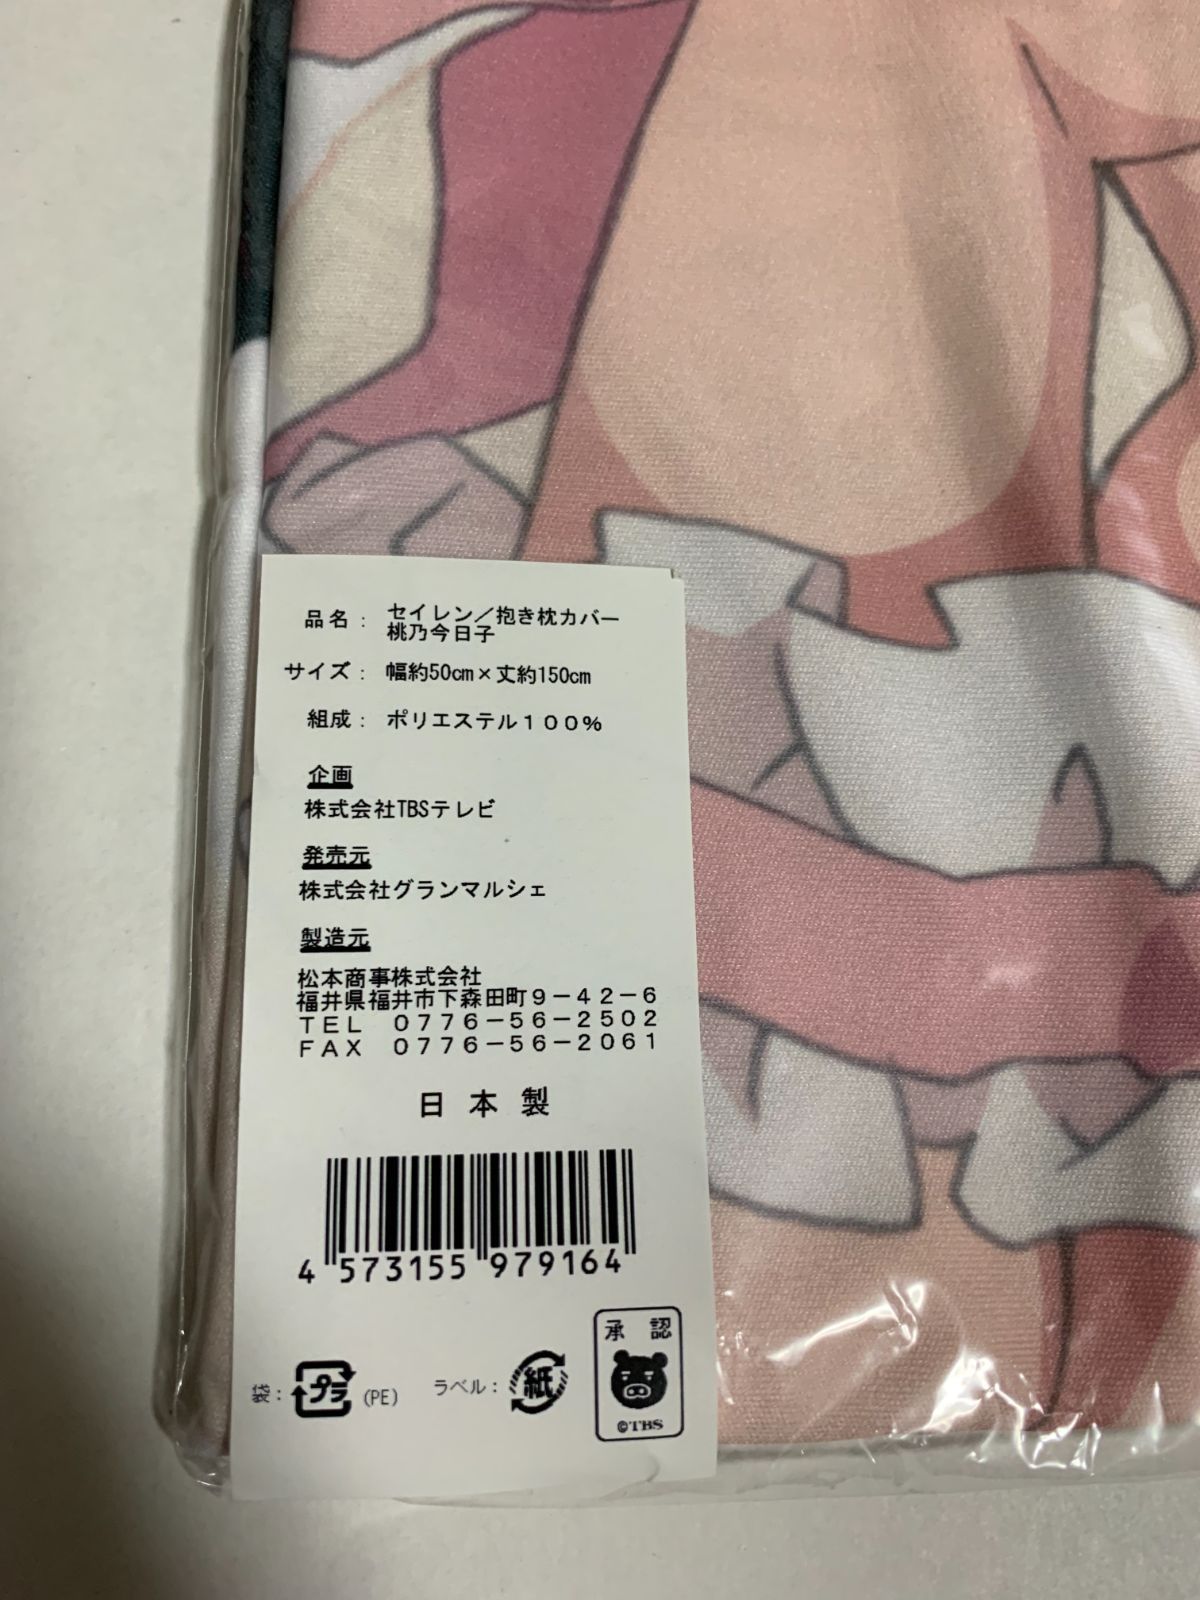 品名： セイレン／抱き枕カバー
桃乃今日子
サイズ： 幅約50cm×丈約150cm
組成： ポリエステル１００％
企画
株式会社TBSテレビ
発売元
株式会社グランマルシェ
製造元
松本商事株式会社
福井県福井市下森田町９－４２－６
ＴＥＬ　０７７６－５６－２５０２
ＦＡＸ　０７７６－５６－２０６１
日本製
4 573155 979164
袋： プラ (PE) ラベル： 紙
承認
©TBS